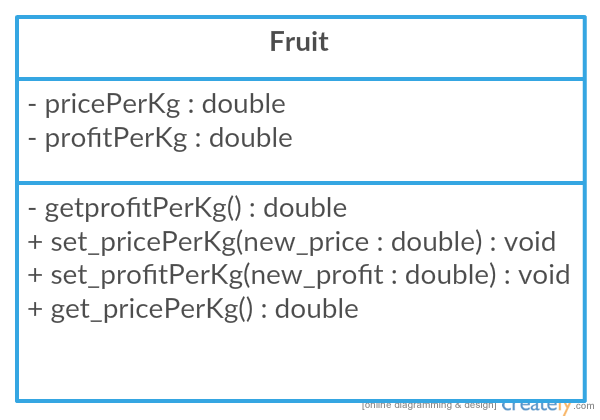 Fruit
- pricePerKg : double
- profitPerKg : double
- getprofitPerKg() : double
+ set_pricePerKg(new_price : double) : void
+ set_profitPerKg(new_profit : double) : void
+ get_pricePerKg() : double
[online diagramming & design] creately.com